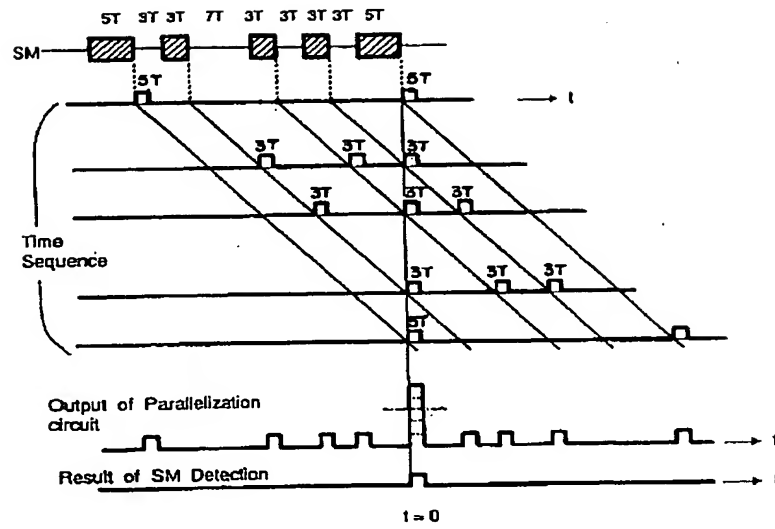 5T 3T 3T 7T 3T 3T 3T 3T 5T
SM
5T 5T
t
3T 3T 3T
3T 3T 3T
Time
Sequence
3T 3T 3T
5T
Output of Parallelization
circuit
t
Result of SM Detection
t = 0